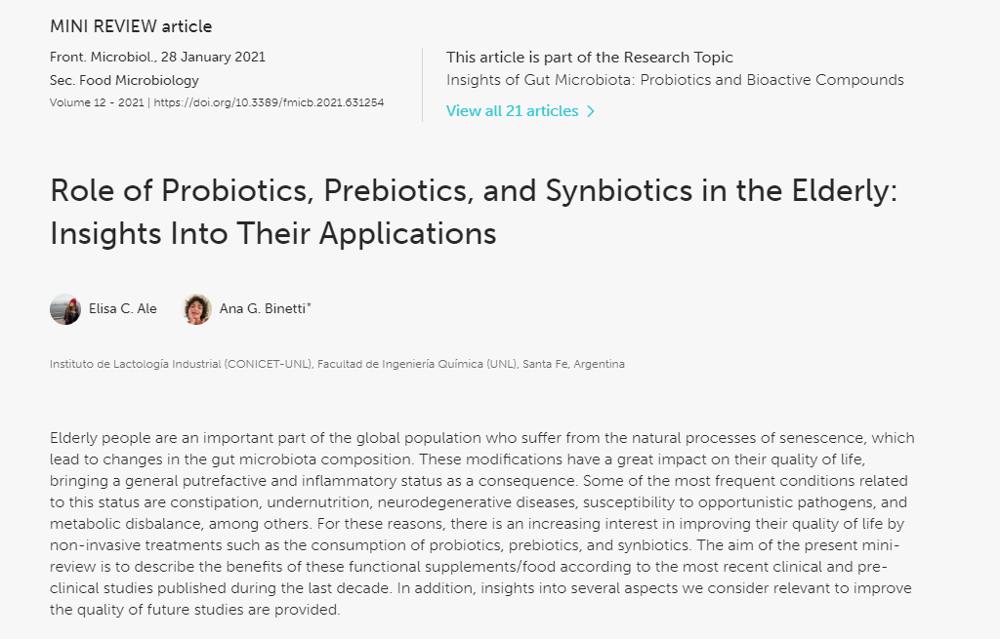 MINI REVIEW article
Front. Microbiol., 28 January 2021
Sec. Food Microbiology
Volume 12 - 2021 | https://doi.org/10.3389/fmicb.2021.631254
This article is part of the Research Topic
Insights of Gut Microbiota: Probiotics and Bioactive Compounds
View all 21 articles >
Role of Probiotics, Prebiotics, and Synbiotics in the Elderly:
Insights Into Their Applications
Elisa C. Ale
Ana G. Binetti*
Instituto de Lactología Industrial (CONICET-UNL), Facultad de Ingeniería Química (UNL), Santa Fe, Argentina
Elderly people are an important part of the global population who suffer from the natural processes of senescence, which
lead to changes in the gut microbiota composition. These modifications have a great impact on their quality of life,
bringing a general putrefactive and inflammatory status as a consequence. Some of the most frequent conditions related
to this status are constipation, undernutrition, neurodegenerative diseases, susceptibility to opportunistic pathogens, and
metabolic disbalance, among others. For these reasons, there is an increasing interest in improving their quality of life by
non-invasive treatments such as the consumption of probiotics, prebiotics, and synbiotics. The aim of the present mini-
review is to describe the benefits of these functional supplements/food according to the most recent clinical and pre-
clinical studies published during the last decade. In addition, insights into several aspects we consider relevant to improve
the quality of future studies are provided.